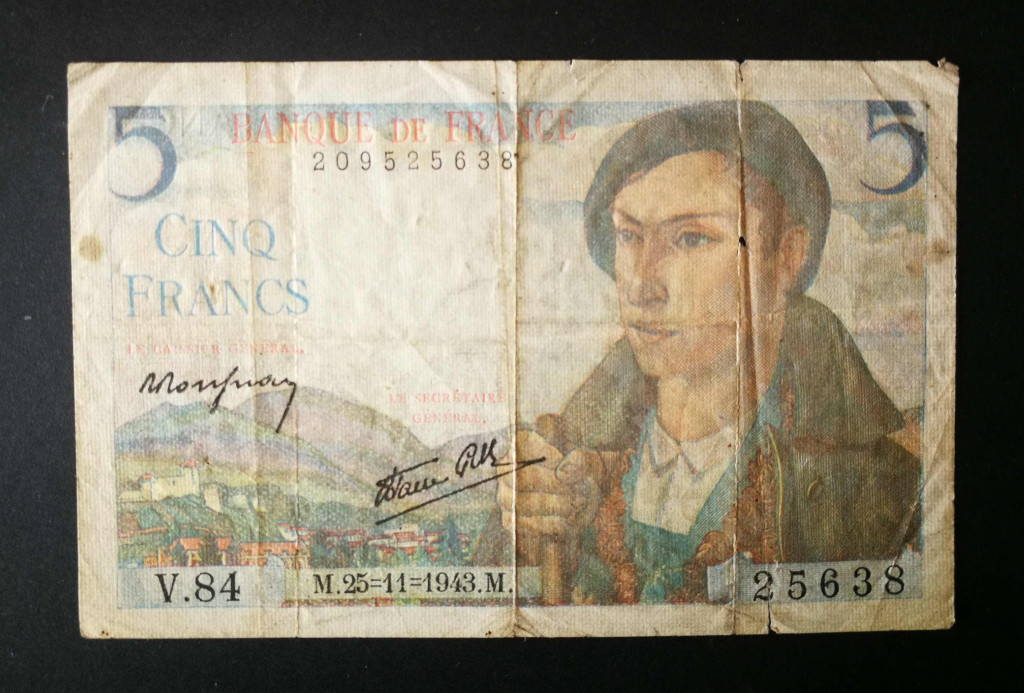 5 BANQUE DE FRANCE 5
209525638
CINQ
FRANCS
LE CAISSIER GÉNÉRAL.
LE SECRÉTAIRE
GÉNÉRAL.
V.84 M.25=11=1943.M. 25638